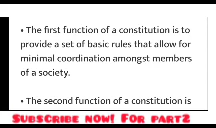 • The first function of a constitution is to
provide a set of basic rules that allow for
minimal coordination amongst members
of a society.
• The second function of a constitution is
Subscribe now! For part2